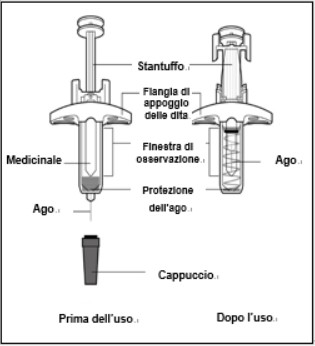 Stantuffo
Flangia di
appoggio
delle dita
Medicinale
Finestra di
osservazione
Ago
Protezione
dell'ago
Ago
Cappuccio
Prima dell'uso
Dopo l'uso